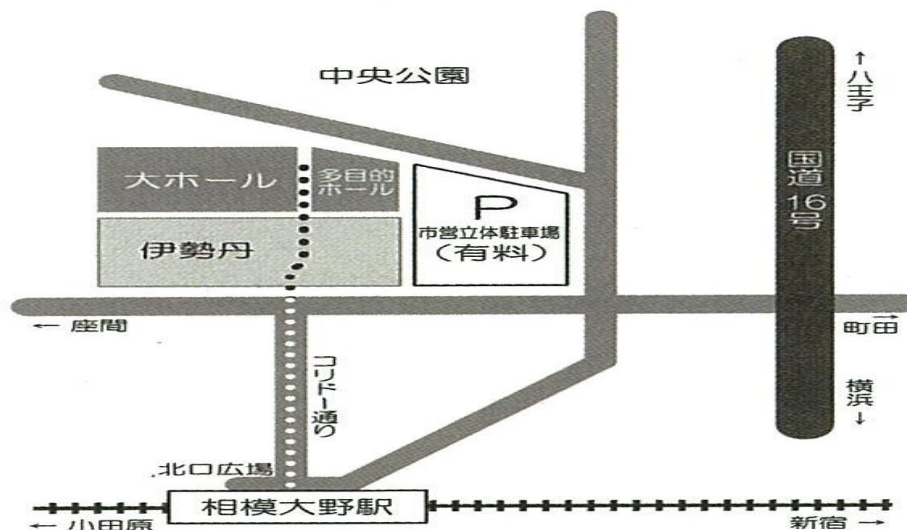 中央公園
↑八王子
国道16号
大ホール
多目的
ホール
P
市営立体駐車場
(有料)
伊勢丹
← 座間
町田→
コリドー通り
横浜↓
.北口広場
相模大野駅
← 小田原
新宿 →